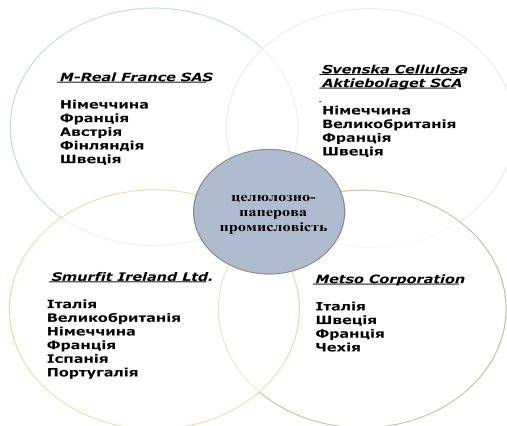 M-Real France SAS
Німеччина
Франція
Австрія
Фінляндія
Швеція
Svenska Cellulosa
Aktiebolaget SCA
Німеччина
Великобританія
Франція
Швеція
целюлозно-
паперова
промисловість
Smurfit Ireland Ltd.
Італія
Великобританія
Німеччина
Франція
Іспанія
Португалія
Metso Corporation
Італія
Швеція
Франція
Чехія